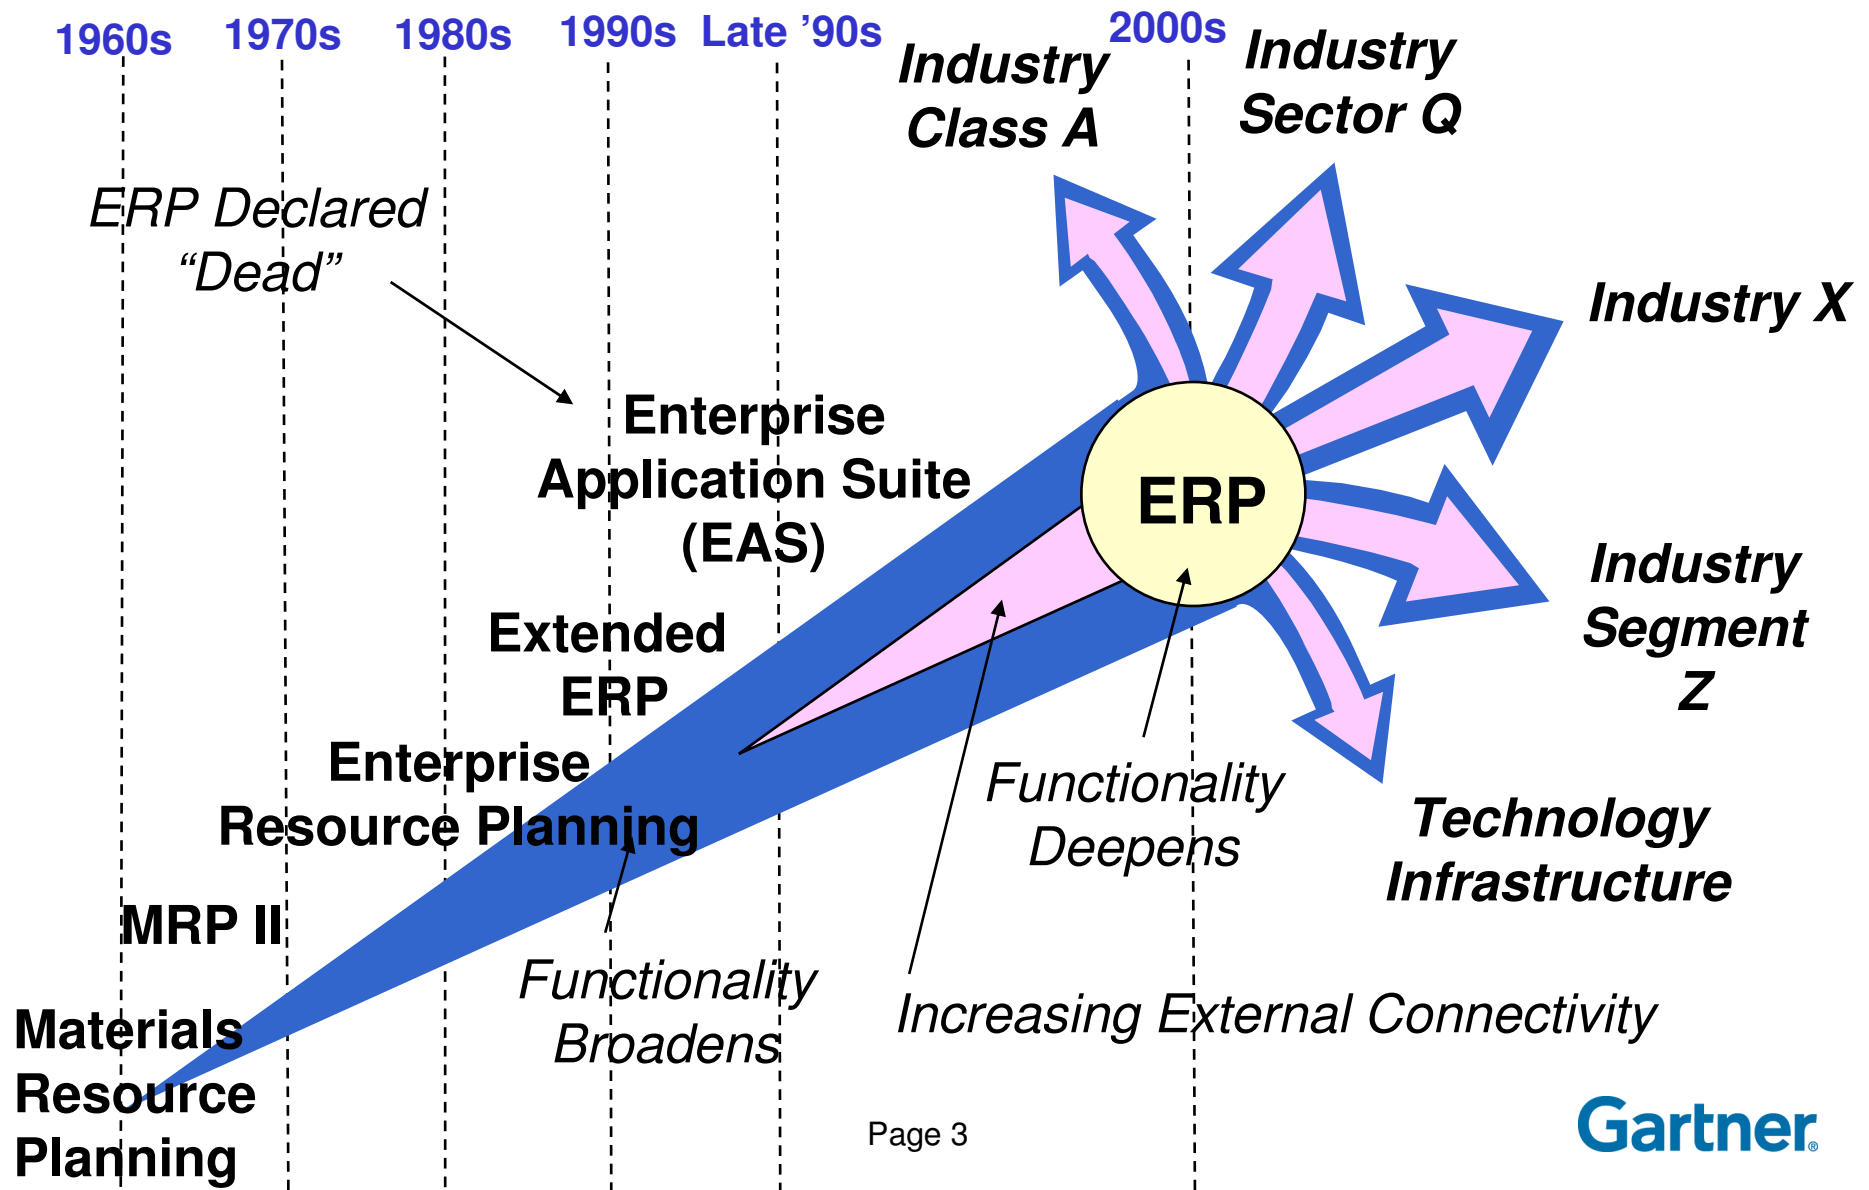 1960s
1970s
1980s
1990s
Late ’90s
2000s
Industry
Class A
Industry
Sector Q
ERP Declared
“Dead”
Industry X
Enterprise
Application Suite
(EAS)
ERP
Industry
Segment
Z
Extended
ERP
Enterprise
Resource Planning
Functionality
Deepens
Technology
Infrastructure
MRP II
Functionality
Broadens
Increasing External Connectivity
Materials
Resource
Planning
Page 3
Gartner®